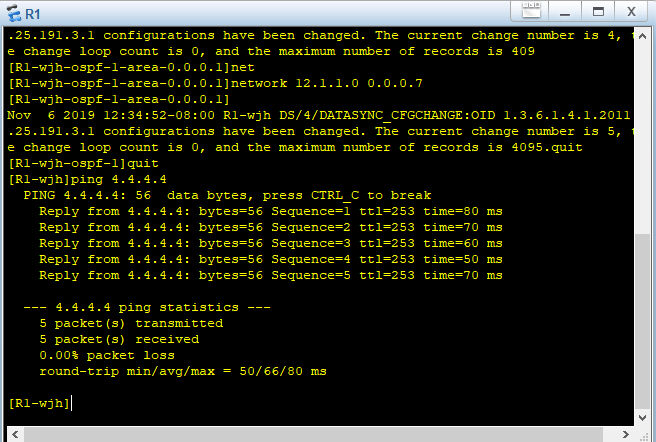 R1
.25.191.3.1 configurations have been changed. The current change number is 4, t
e change loop count is 0, and the maximum number of records is 409
[R1-wjh-ospf-1-area-0.0.0.1]net
[R1-wjh-ospf-1-area-0.0.0.1]network 12.1.1.0 0.0.0.7
[R1-wjh-ospf-1-area-0.0.0.1]
Nov  6 2019 12:34:52-08:00 R1-wjh DS/4/DATASYNC_CFGCHANGE:OID 1.3.6.1.4.1.2011
.25.191.3.1 configurations have been changed. The current change number is 5, t
e change loop count is 0, and the maximum number of records is 4095.quit
[R1-wjh-ospf-1]quit
[R1-wjh]ping 4.4.4.4
  PING 4.4.4.4: 56  data bytes, press CTRL_C to break
    Reply from 4.4.4.4: bytes=56 Sequence=1 ttl=253 time=80 ms
    Reply from 4.4.4.4: bytes=56 Sequence=2 ttl=253 time=70 ms
    Reply from 4.4.4.4: bytes=56 Sequence=3 ttl=253 time=60 ms
    Reply from 4.4.4.4: bytes=56 Sequence=4 ttl=253 time=50 ms
    Reply from 4.4.4.4: bytes=56 Sequence=5 ttl=253 time=70 ms
  --- 4.4.4.4 ping statistics ---
    5 packet(s) transmitted
    5 packet(s) received
    0.00% packet loss
    round-trip min/avg/max = 50/66/80 ms
[R1-wjh]